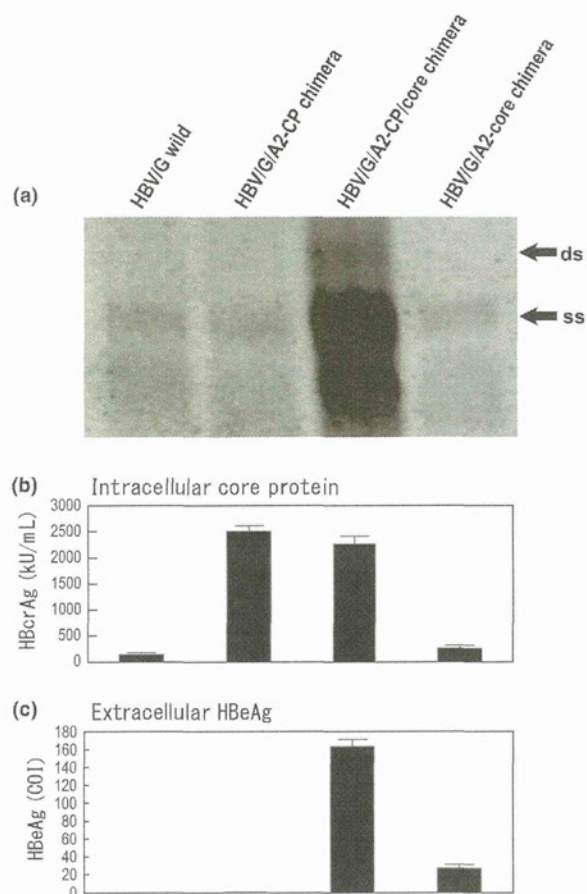 HBV/G wild
HBV/G/A2-CP chimera
HBV/G/A2-CP/core chimera
HBV/G/A2-core chimera
(a)
ds
ss
(b) Intracellular core protein
HBcrAg (kU/mL)
3000
2500
2000
1500
1000
500
0
(c) Extracellular HBeAg
HBeAg (COI)
180
160
140
120
100
80
60
40
20
0